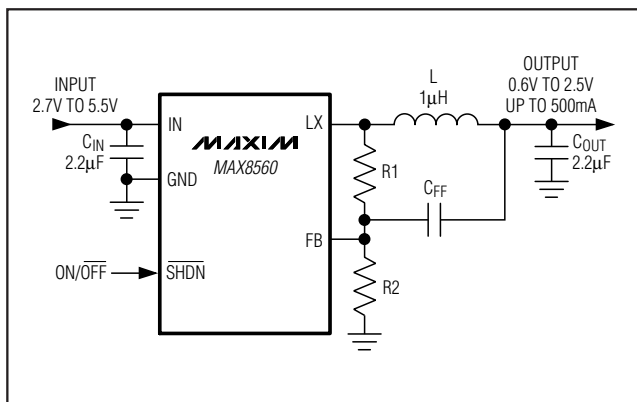 INPUT
2.7V TO 5.5V
IN
CIN
2.2µF
GND
ON/OFF
SHDN
MAXIM
MAX8560
LX
FB
L
1µH
R1
CFF
R2
OUTPUT
0.6V TO 2.5V
UP TO 500mA
COUT
2.2µF